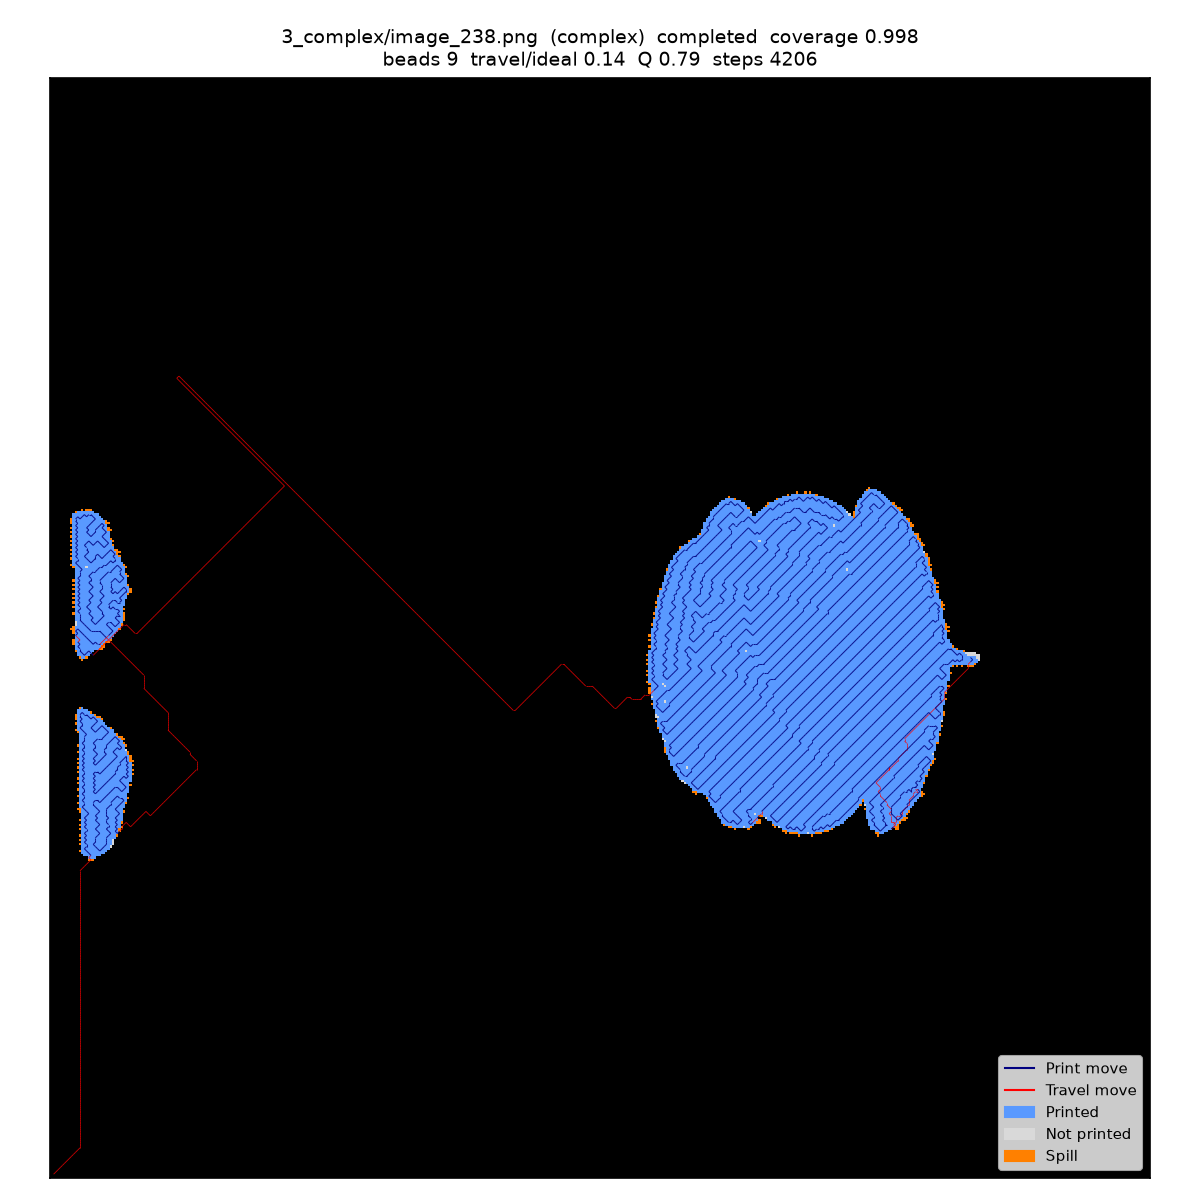 3_complex/image_238.png  (complex)  completed  coverage 0.998
beads 9  travel/ideal 0.14  Q 0.79  steps 4206
Print move
Travel move
Printed
Not printed
Spill